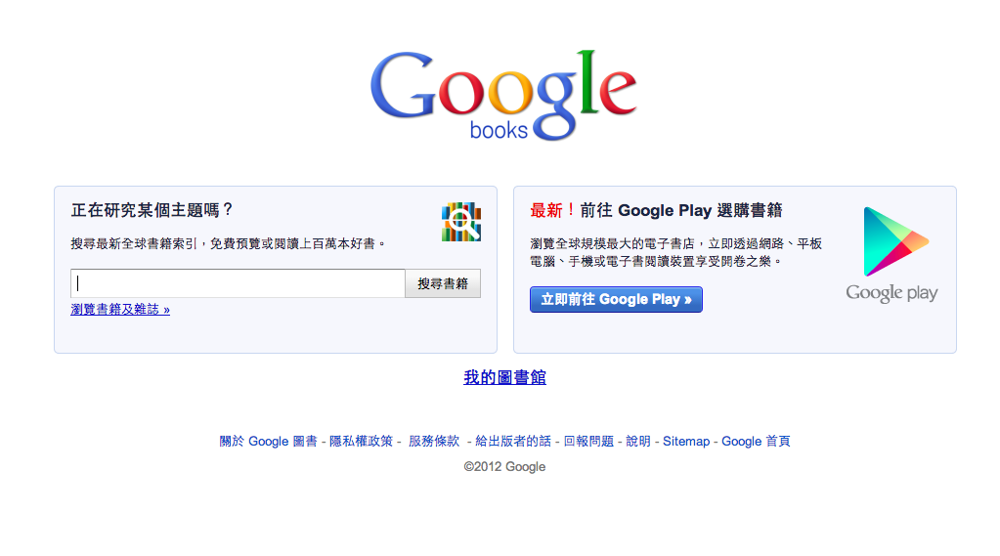 Google
books
正在研究某個主題嗎？
搜尋最新全球書籍索引，免費預覽或閱讀上百萬本好書。
搜尋書籍
瀏覽書籍及雜誌 »
最新！前往 Google Play 選購書籍
瀏覽全球規模最大的電子書店，立即透過網路、平板
電腦、手機或電子書閱讀裝置享受開卷之樂。
立即前往 Google Play »
Google play
我的圖書館
關於 Google 圖書 - 隱私權政策 - 服務條款 - 給出版者的話 - 回報問題 - 說明 - Sitemap - Google 首頁
©2012 Google